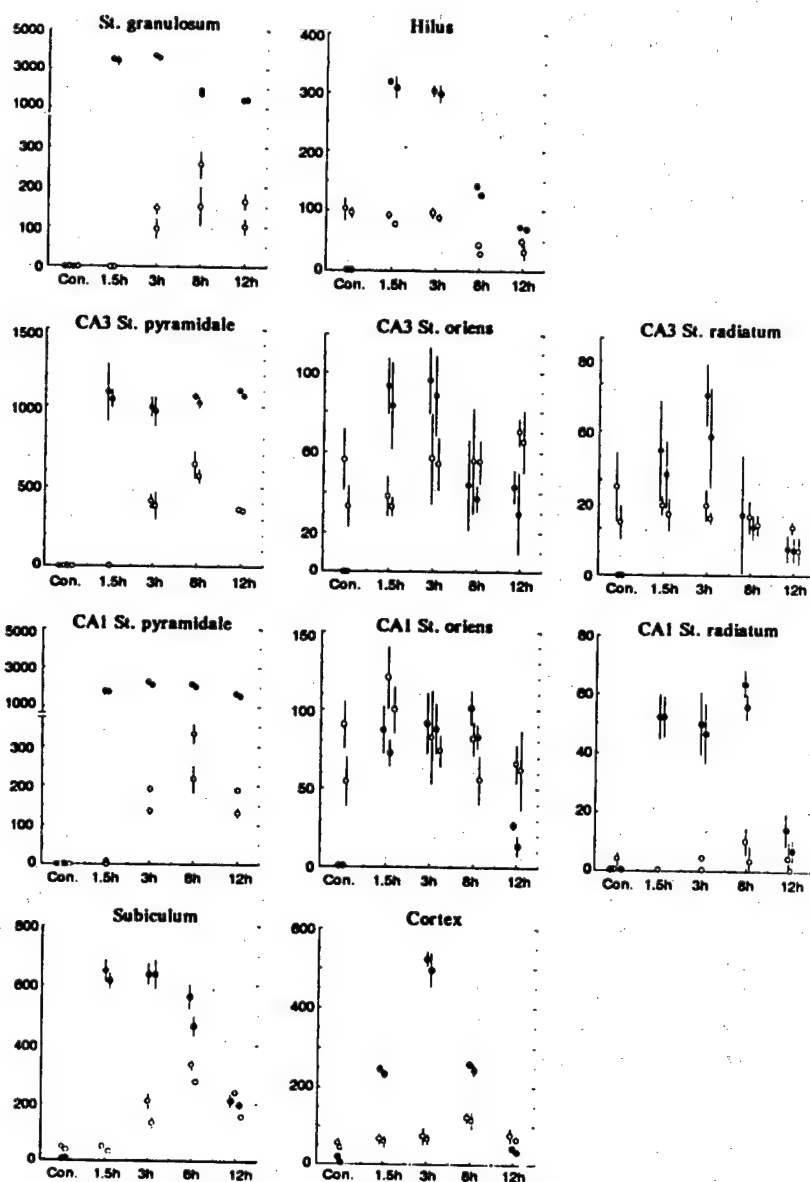 St. granulosum
5000
3000
1000
300
200
100
0
Con. 1.5h 3h 8h 12h
Hilus
400
300
200
100
0
Con. 1.5h 3h 8h 12h
CA3 St. pyramidale
1500
1000
500
0
Con. 1.5h 3h 8h 12h
CA3 St. oriens
100
60
40
20
0
Con. 1.5h 3h 8h 12h
CA3 St. radiatum
80
60
20
0
Con. 1.5h 3h 8h 12h
CA1 St. pyramidale
5000
3000
1000
300
200
100
0
Con. 1.5h 3h 8h 12h
CA1 St. oriens
150
100
50
0
Con. 1.5h 3h 8h 12h
CA1 St. radiatum
80
60
40
20
0
Con. 1.5h 3h 8h 12h
Subiculum
800
600
400
200
0
Con. 1.5h 3h 8h 12h
Cortex
600
400
200
0
Con. 1.5h 3h 8h 12h